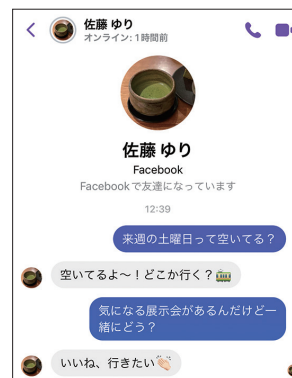 佐藤 ゆり
オンライン: 1時間前
佐藤 ゆり
Facebook
Facebookで友達になっています
12:39
来週の土曜日って空いてる？
空いてるよ〜！どこか行く？🚋
気になる展示会があるんだけど一
緒にどう？
いいね、行きたい👏🏻